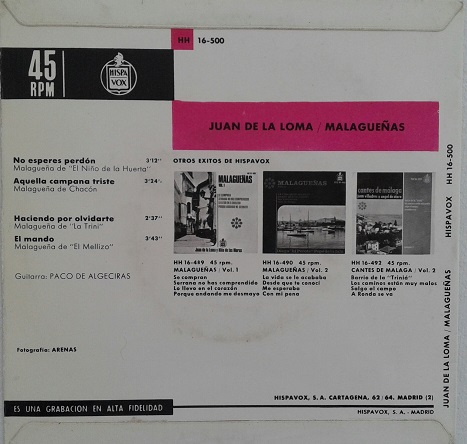 HH 16-500
45
RPM
HISPA
VOX
JUAN DE LA LOMA / MALAGUEÑAS
No esperes perdón 3'12"
Malagueña de "El Niño de la Huerta"
Aquella campana triste 3'24"
Malagueña de Chacón
Haciendo por olvidarte 2'37"
Malagueña de "La Trini"
El mando 3'43"
Malagueña de "El Mellizo"
Guitarra: PACO DE ALGECIRAS
Fotografía: ARENAS
ES UNA GRABACION EN ALTA FIDELIDAD
OTROS EXITOS DE HISPAVOX
MALAGUEÑAS
MALAGUEÑAS
cantes de málaga
HH 16-489 45 rpm.
MALAGUEÑAS / Vol. 1
Se compran
Serrana no has comprendido
La llevo en el corazón
Porque andando me desmayo
HH 16-490 45 rpm.
MALAGUEÑAS / Vol. 2
La vida se le acababa
Desde que te conocí
Me esperaba
Con mi pena
HH 16-492 45 rpm.
CANTES DE MALAGA / Vol. 2
Barrio de la "Trinid"
Los caminos están muy malos
Salga el campo
A Ronda se va
HISPAVOX, S. A. CARTAGENA, 62/64. MADRID (2)
HISPAVOX, S. A. - MADRID
JUAN DE LA LOMA / MALAGUEÑAS HISPAVOX HH 16-500